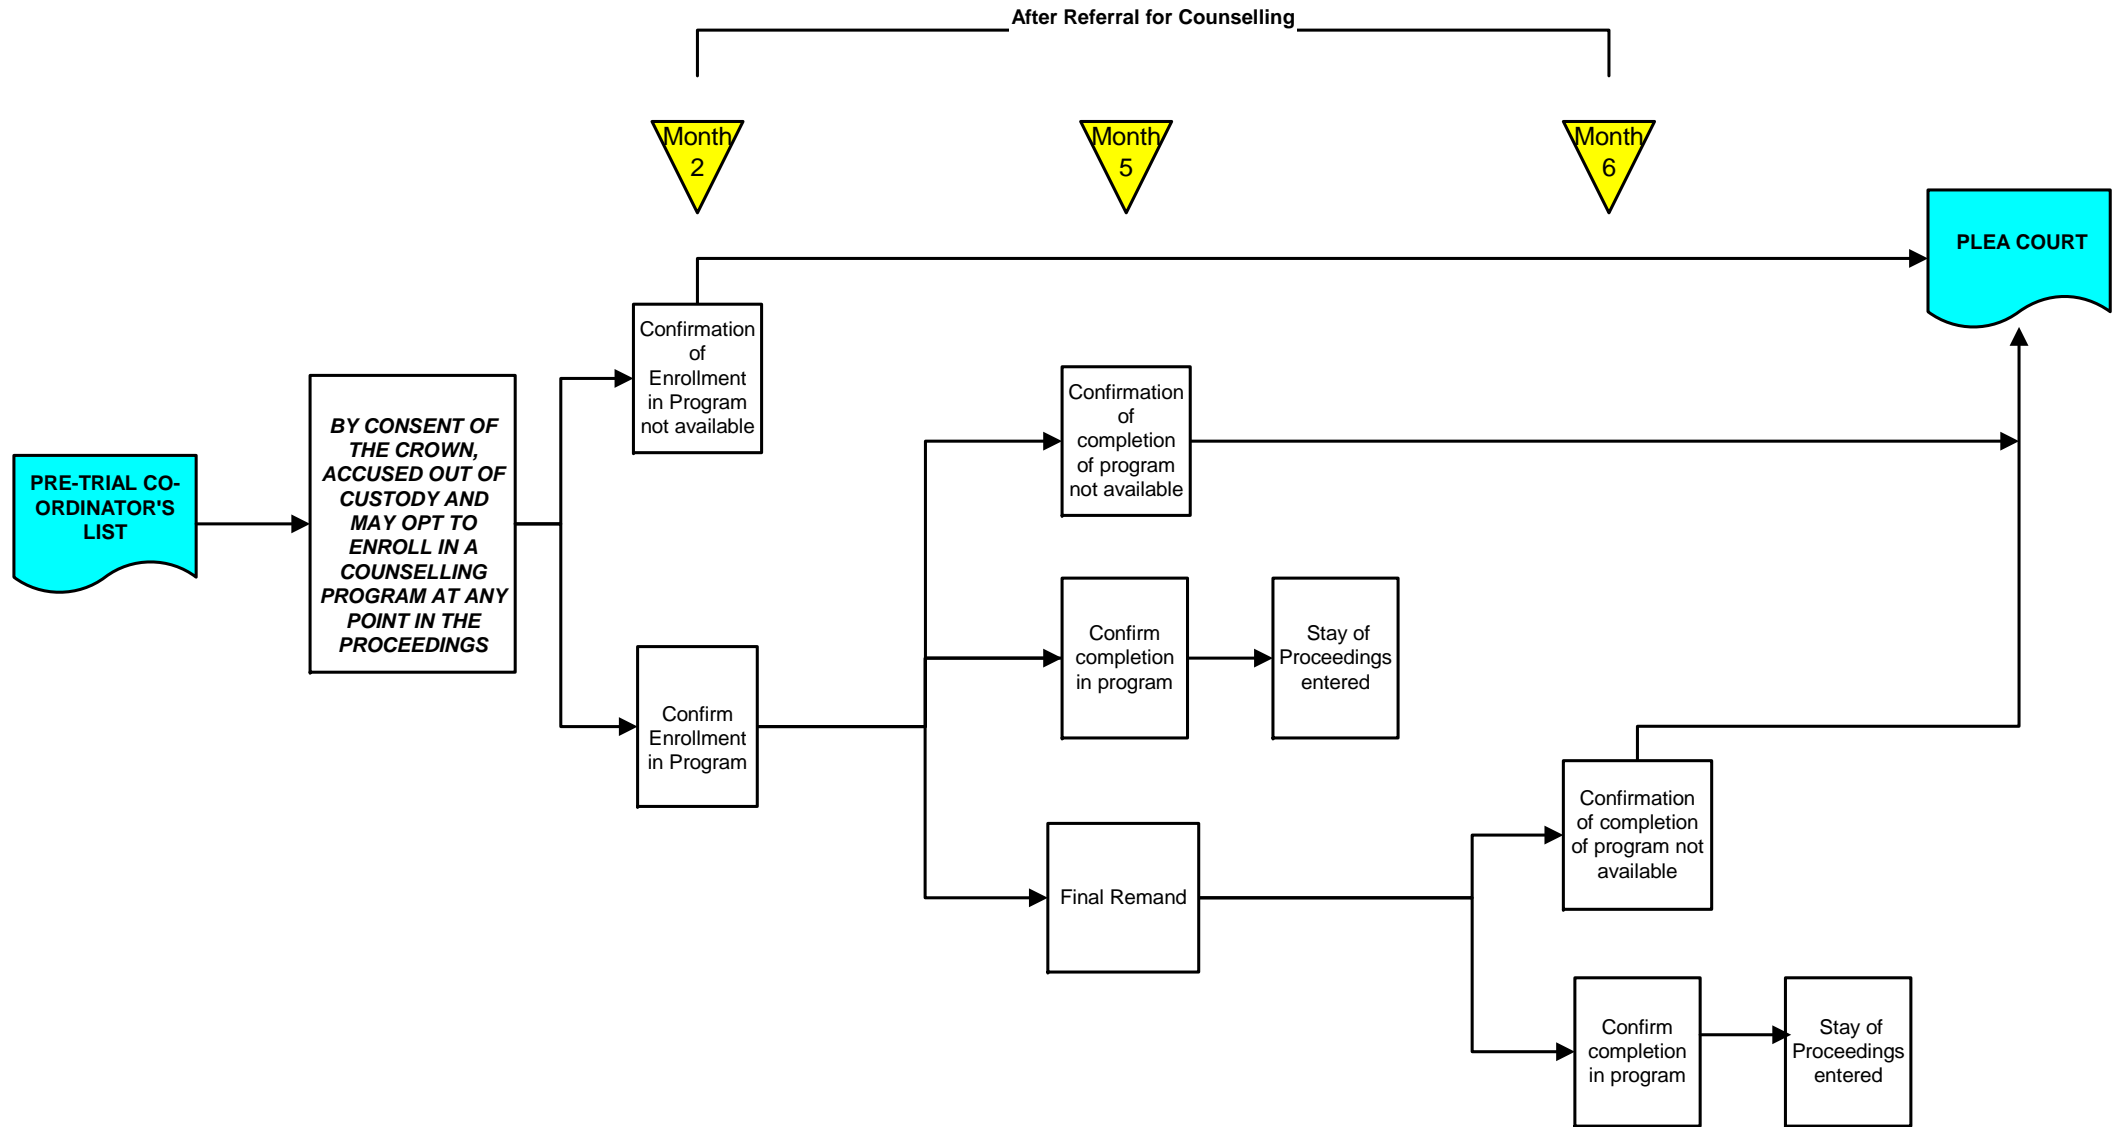 After Referral for Counselling
Month
2
Month
5
Month
6
PLEA COURT
Confirmation
of
Enrollment
in Program
not available
Confirmation
of
completion
of program
not available
BY CONSENT OF
THE CROWN,
ACCUSED OUT OF
CUSTODY AND
MAY OPT TO
ENROLL IN A
COUNSELLING
PROGRAM AT ANY
POINT IN THE
PROCEEDINGS
PRE-TRIAL CO-
ORDINATOR'S
LIST
Confirm
completion
in program
Stay of
Proceedings
entered
Confirm
Enrollment
in Program
Confirmation
of completion
of program not
available
Final Remand
Confirm
completion
in program
Stay of
Proceedings
entered